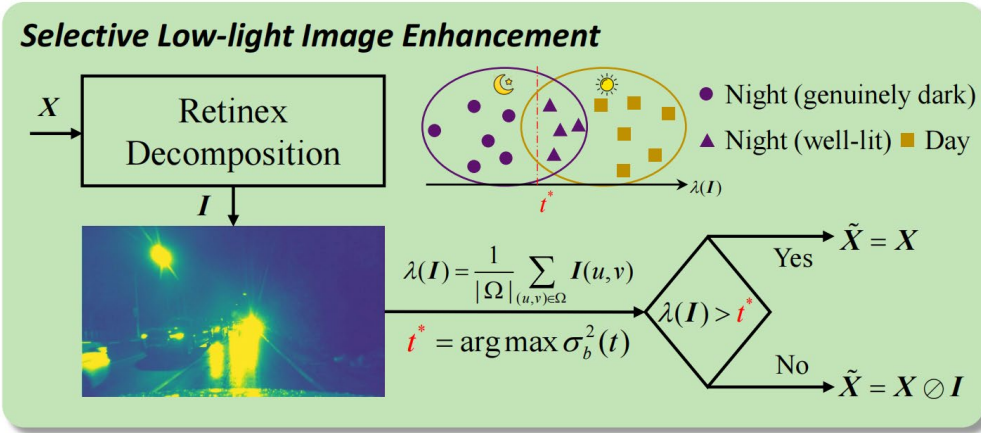 Selective Low-light Image Enhancement
X
Retinex
Decomposition
I
Night (genuinely dark)
Night (well-lit)
Day
λ(I)
t*
λ(I) = 1/|Ω| ∑(u,v)∈Ω I(u,v)
t* = arg max σ_b^2(t)
λ(I) > t*
Yes
X̃ = X
No
X̃ = X ⊘ I